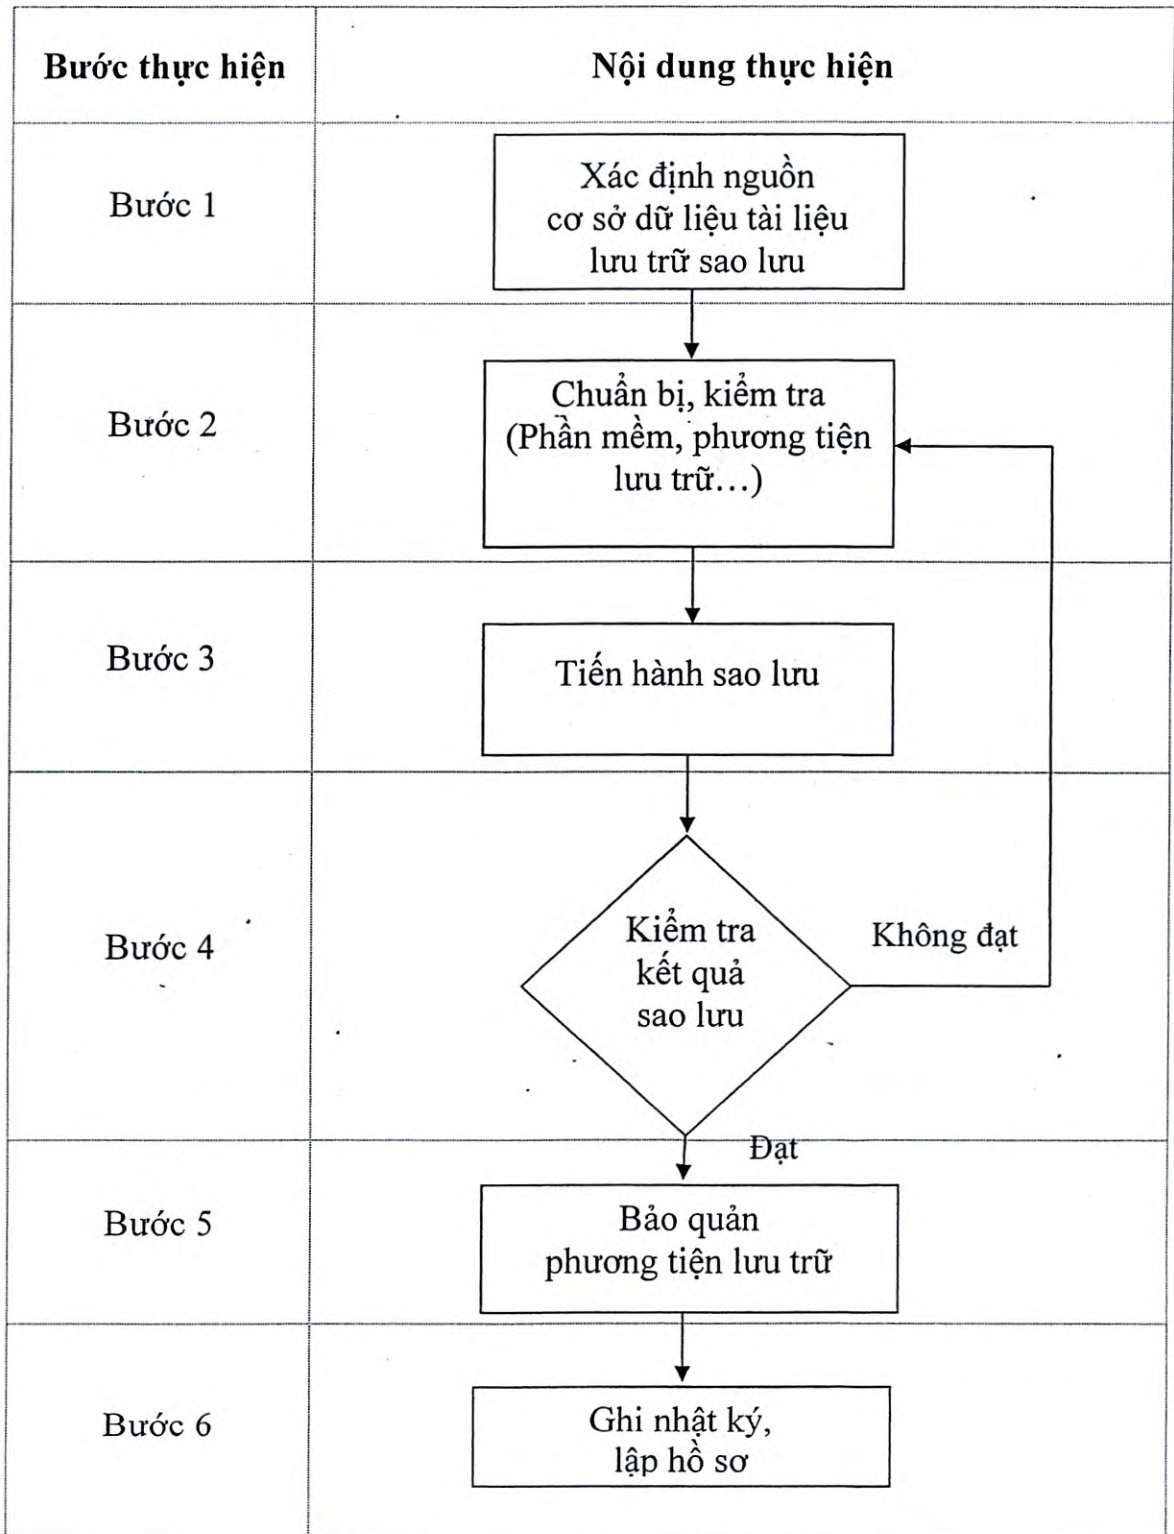 Bước thực hiện
Nội dung thực hiện
Bước 1
Xác định nguồn
cơ sở dữ liệu tài liệu
lưu trữ sao lưu
Bước 2
Chuẩn bị, kiểm tra
(Phần mềm, phương tiện
lưu trữ…)
Bước 3
Tiến hành sao lưu
Bước 4
Kiểm tra
kết quả
sao lưu
Không đạt
Đạt
Bước 5
Bảo quản
phương tiện lưu trữ
Bước 6
Ghi nhật ký,
lập hồ sơ